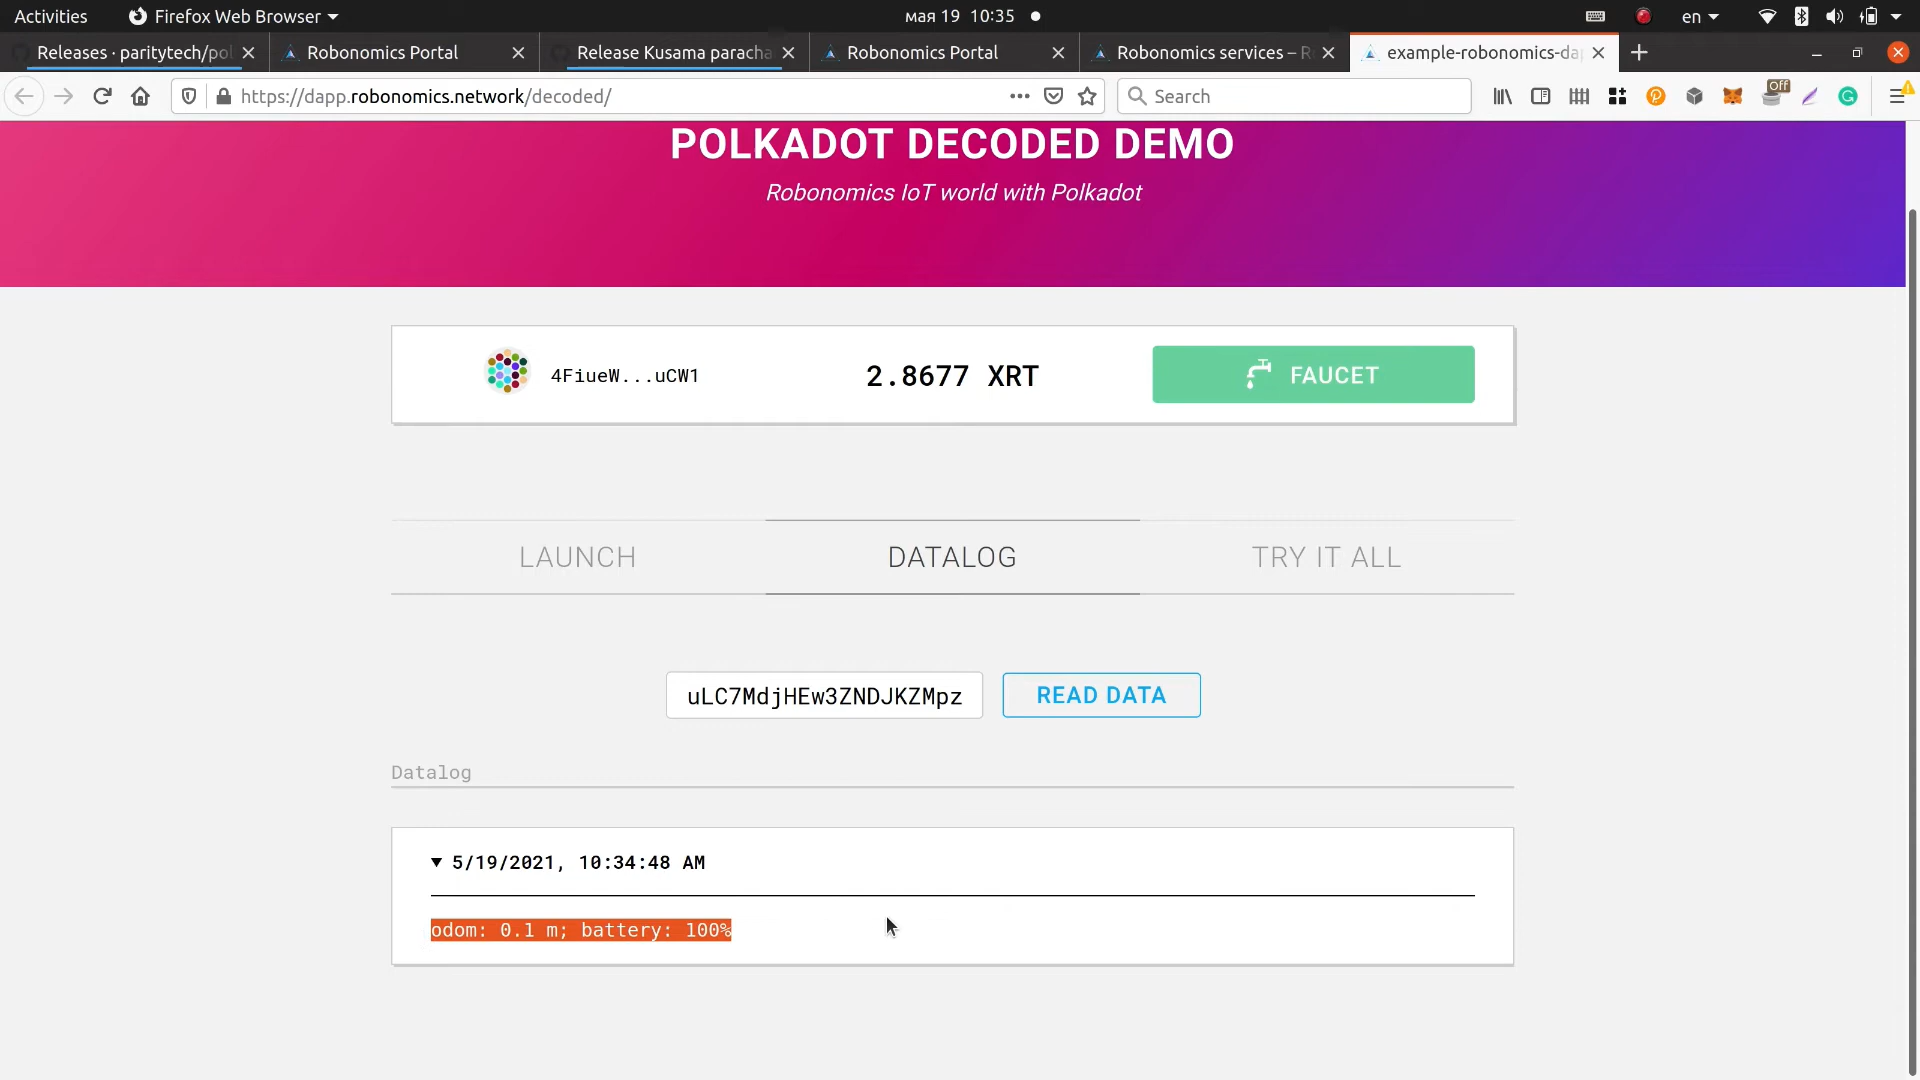 Activities
Firefox Web Browser
мая 19 10:35
en
Releases · paritytech/pol
Robonomics Portal
Release Kusama paracha
Robonomics Portal
Robonomics services – R
example-robonomics-da
https://dapp.robonomics.network/decoded/
Search
Off
POLKADOT DECODED DEMO
Robonomics IoT world with Polkadot
4FiueW...uCW1
2.8677 XRT
FAUCET
LAUNCH
DATALOG
TRY IT ALL
uLC7MdjHEw3ZNDJKZMpz
READ DATA
Datalog
5/19/2021, 10:34:48 AM
odom: 0.1 m; battery: 100%